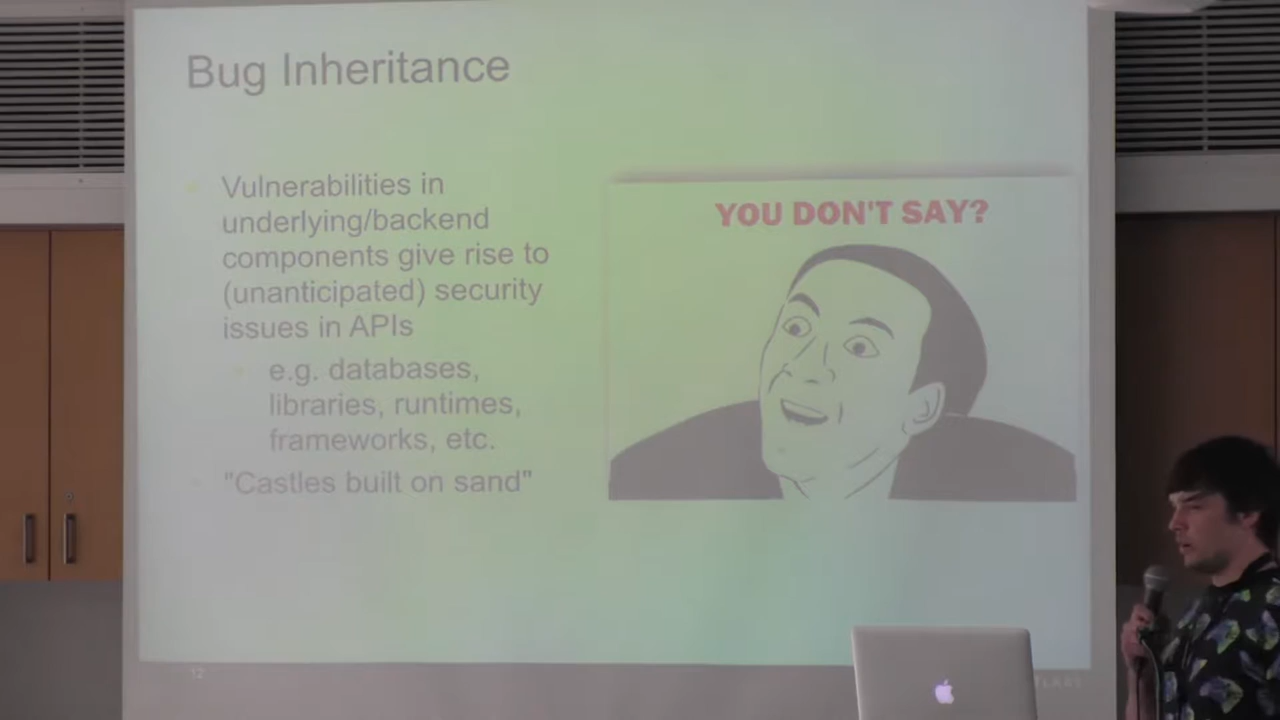 Bug Inheritance
Vulnerabilities in
underlying/backend
components give rise to
(unanticipated) security
issues in APIs
e.g. databases,
libraries, runtimes,
frameworks, etc.
"Castles built on sand"
YOU DON'T SAY?
12